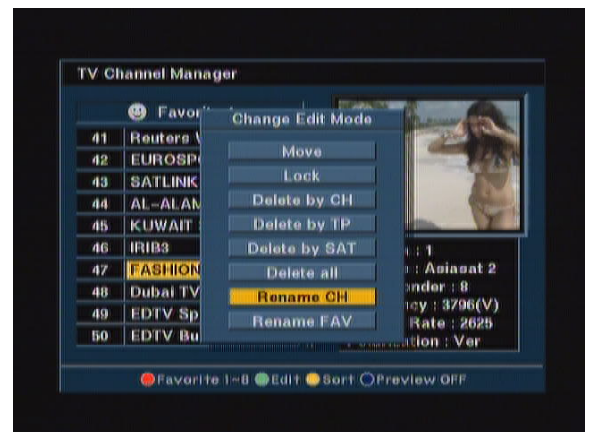 TV Channel Manager
Favori
Change Edit Mode
Move
Lock
Delete by CH
Delete by TP
Delete by SAT
Delete all
Rename CH
Rename FAV
41 Reuters
42 EUROSP
43 SATLINK
44 AL-ALAM
45 KUWAIT
46 IRIB3
47 FASHION
48 Dubai TV
49 EDTV Sp
50 EDTV Bu
: 1
: Asiasat 2
onder : 8
ncy : 3796(V)
Rate : 2625
tion : Ver
Favorite 1~8 Edit Sort Preview OFF